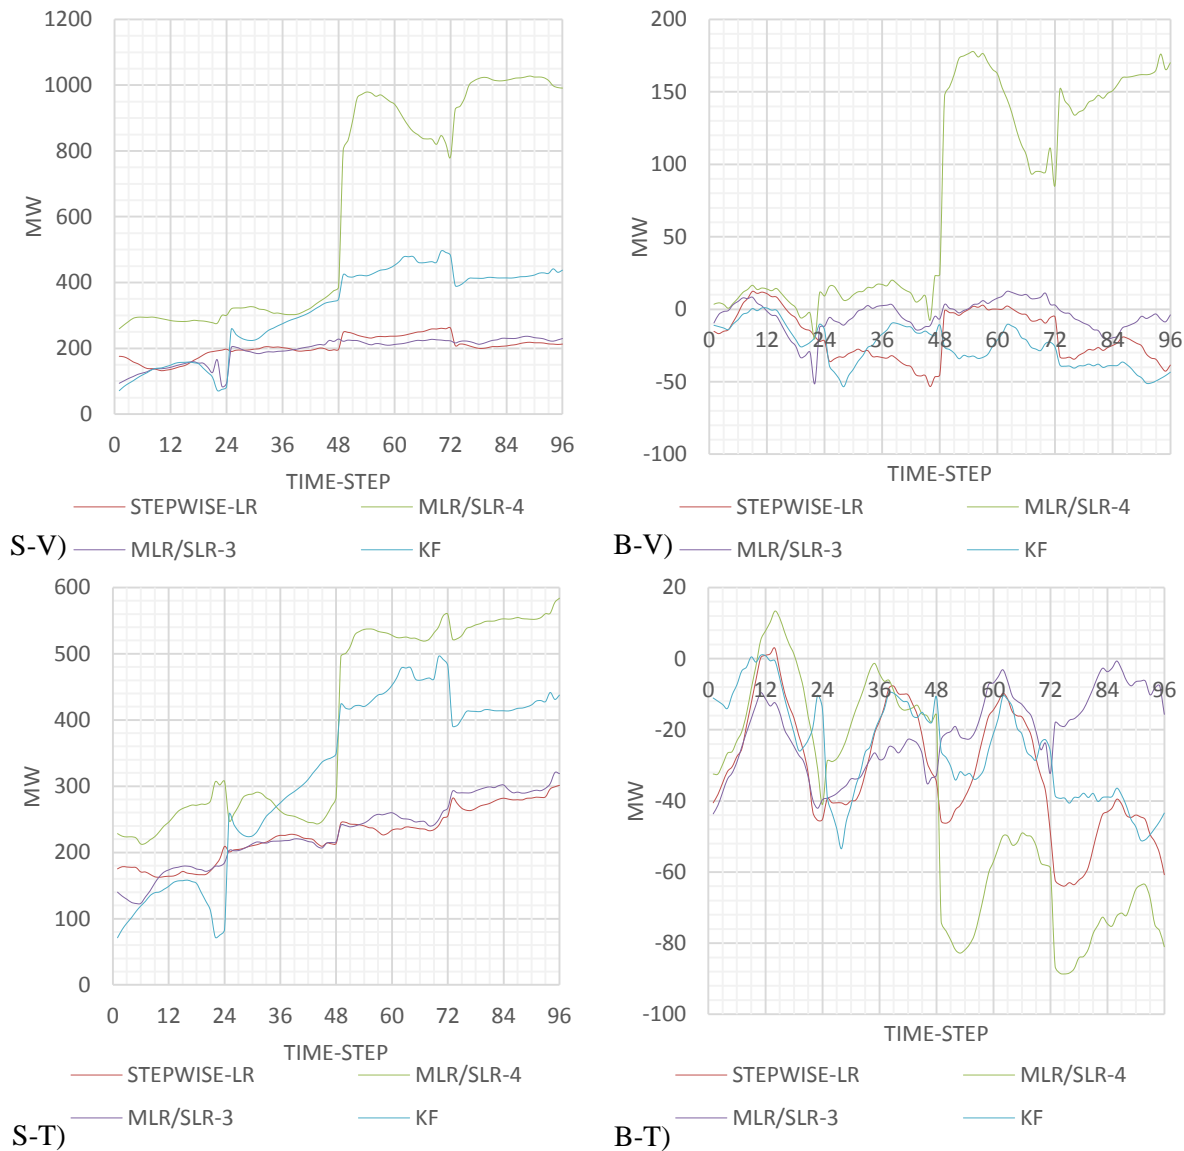 1200
1000
800
600
400
200
0
MW
0 12 24 36 48 60 72 84 96
TIME-STEP
STEPWISE-LR MLR/SLR-4
MLR/SLR-3 KF
S-V)
200
150
100
50
0
-50
-100
MW
0 12 24 36 48 60 72 84 96
TIME-STEP
STEPWISE-LR MLR/SLR-4
MLR/SLR-3 KF
B-V)
600
500
400
300
200
100
0
MW
0 12 24 36 48 60 72 84 96
TIME-STEP
STEPWISE-LR MLR/SLR-4
MLR/SLR-3 KF
S-T)
20
0
-20
-40
-60
-80
-100
MW
0 12 24 36 48 60 72 84 96
TIME-STEP
STEPWISE-LR MLR/SLR-4
MLR/SLR-3 KF
B-T)